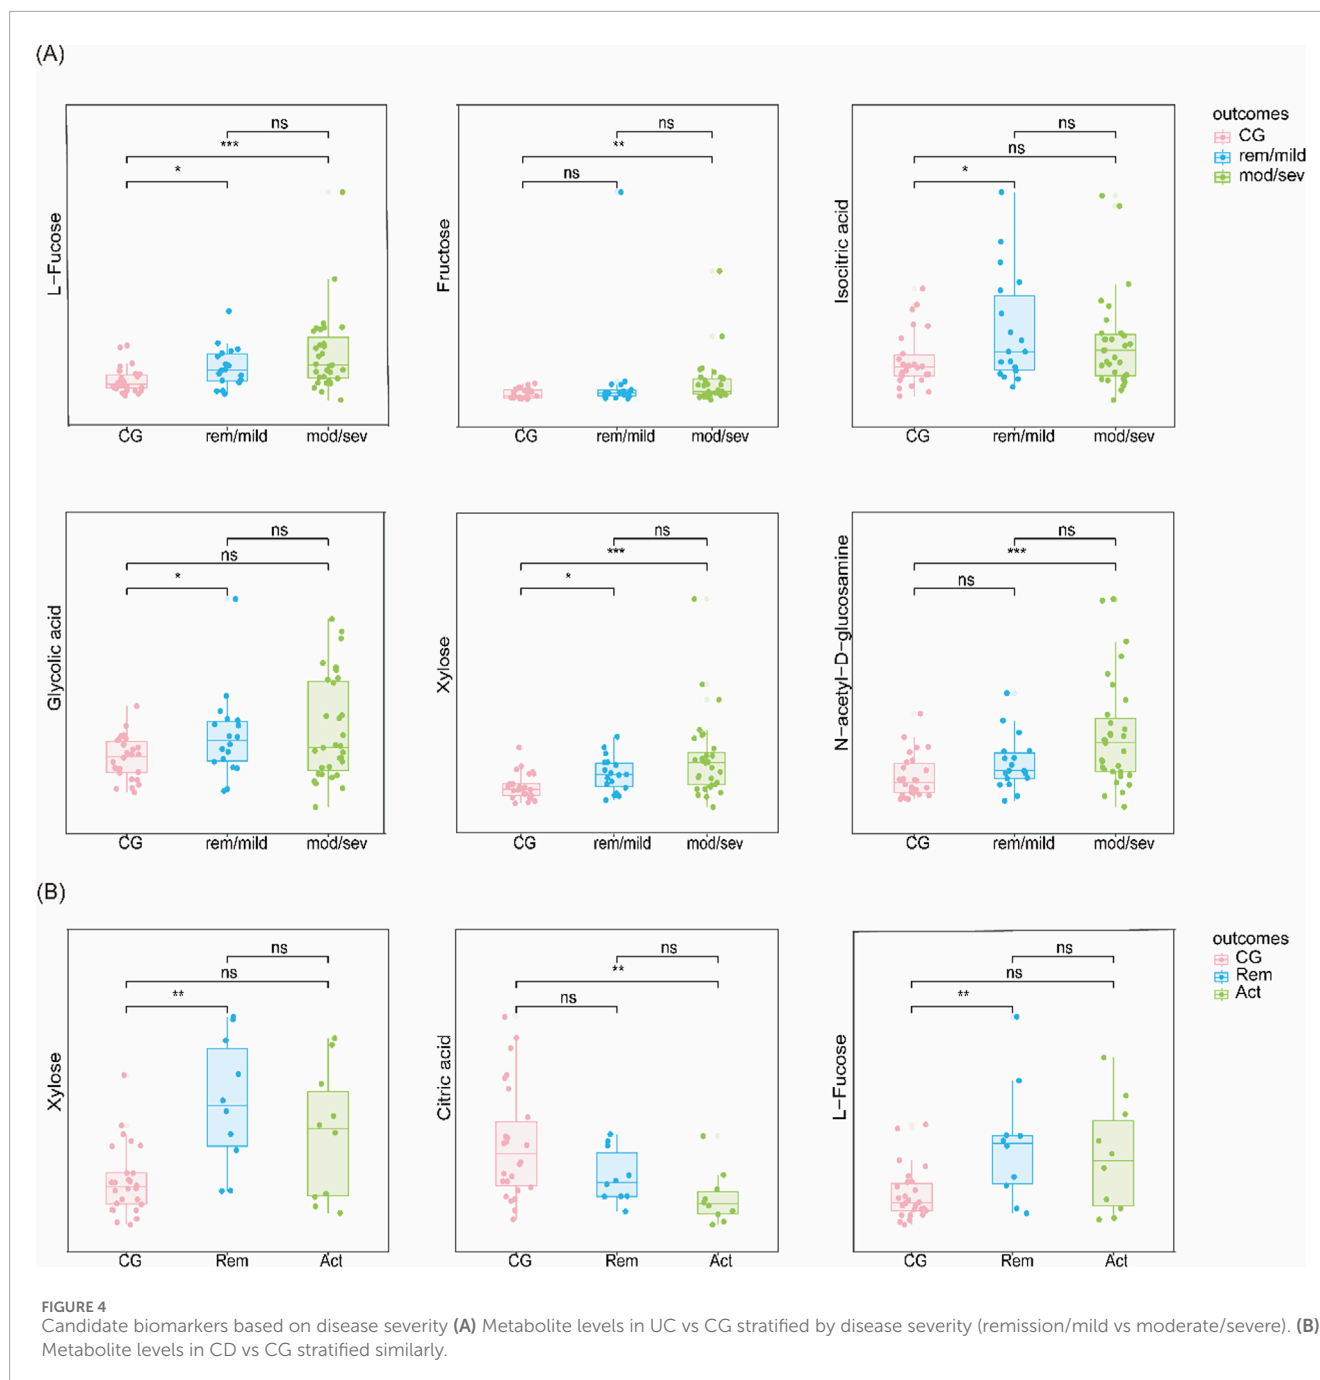 (A)
L-Fucose
ns
***
*
CG rem/mild mod/sev
Fructose
ns
**
ns
CG rem/mild mod/sev
Isocitric acid
ns
ns
*
CG rem/mild mod/sev
outcomes
CG
rem/mild
mod/sev
Glycolic acid
ns
ns
*
CG rem/mild mod/sev
Xylose
ns
***
*
CG rem/mild mod/sev
N-acetyl-D-glucosamine
ns
***
ns
CG rem/mild mod/sev
(B)
Xylose
ns
ns
**
CG Rem Act
Citric acid
ns
**
ns
CG Rem Act
L-Fucose
ns
ns
**
CG Rem Act
outcomes
CG
Rem
Act
FIGURE 4
Candidate biomarkers based on disease severity (A) Metabolite levels in UC vs CG stratified by disease severity (remission/mild vs moderate/severe). (B)
Metabolite levels in CD vs CG stratified similarly.